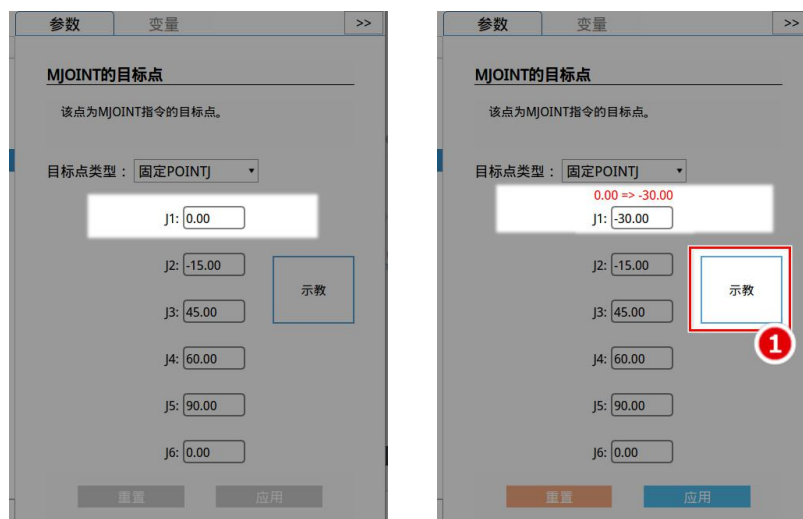 参数 变量 >>
MJOINT的目标点
该点为MJOINT指令的目标点。
目标点类型： 固定POINTJ
J1: 0.00
J2: -15.00
示教
J3: 45.00
J4: 60.00
J5: 90.00
J6: 0.00
重置 应用
参数 变量 >>
MJOINT的目标点
该点为MJOINT指令的目标点。
目标点类型： 固定POINTJ
0.00 => -30.00
J1: -30.00
J2: -15.00
示教
J3: 45.00
1
J4: 60.00
J5: 90.00
J6: 0.00
重置 应用